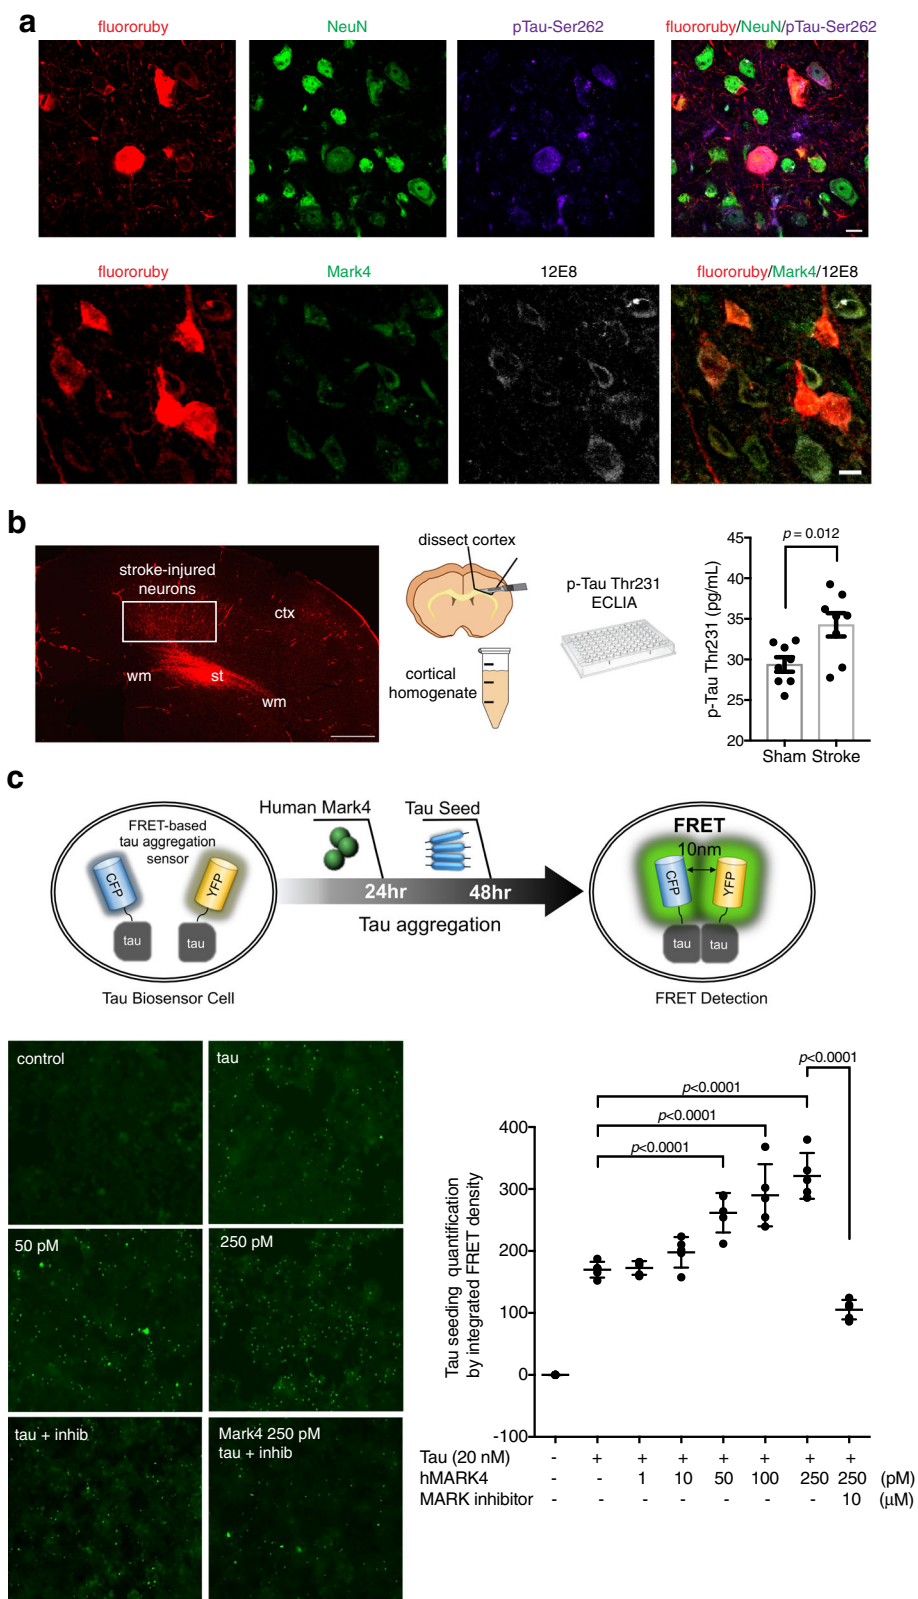 a
fluororuby
NeuN
pTau-Ser262
fluororuby/NeuN/pTau-Ser262
fluororuby
Mark4
12E8
fluororuby/Mark4/12E8
b
stroke-injured
neurons
ctx
wm
st
wm
dissect cortex
cortical
homogenate
p-Tau Thr231
ECLIA
p-Tau Thr231 (pg/mL)
45
40
35
30
25
20
p = 0.012
Sham Stroke
c
FRET-based
tau aggregation
sensor
CFP
YFP
tau
tau
Tau Biosensor Cell
Human Mark4
Tau Seed
24hr
48hr
Tau aggregation
FRET
10nm
CFP
YFP
tau
tau
FRET Detection
control
tau
50 pM
250 pM
tau + inhib
Mark4 250 pM
tau + inhib
Tau seeding quantification
by integrated FRET density
400
300
200
100
0
-100
p<0.0001
p<0.0001
p<0.0001
p<0.0001
Tau (20 nM) - + + + + + + +
hMARK4 - - 1 10 50 100 250 250 (pM)
MARK inhibitor - - - - - - - 10 (μM)